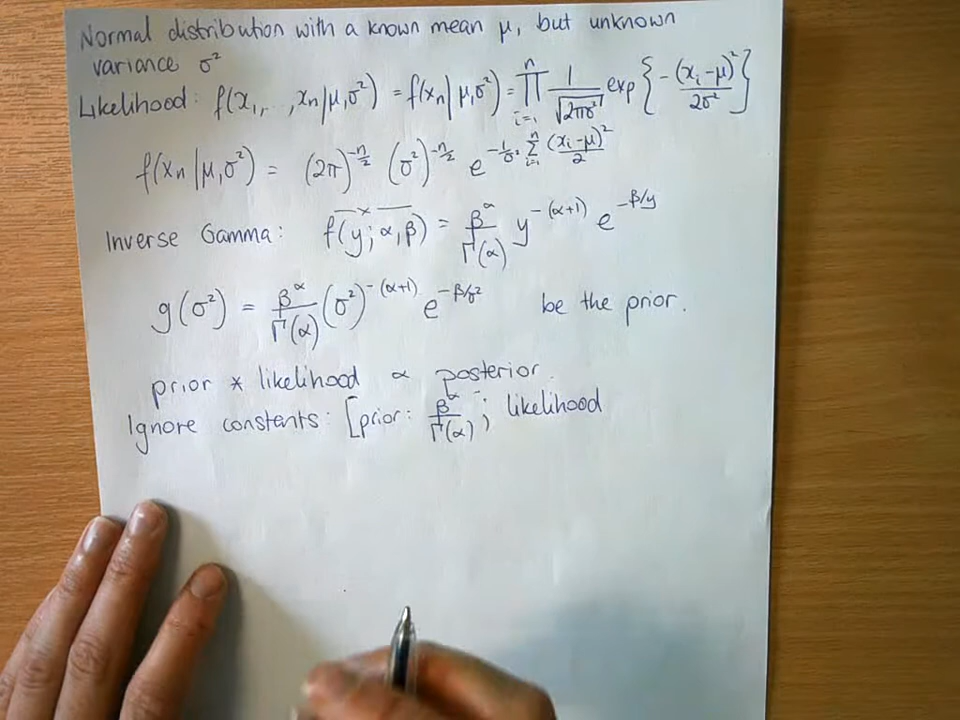 Normal distribution with a known mean μ, but unknown
variance σ²
Likelihood: f(x₁, . . , xₙ|μ,σ²) = f(xₙ|μ,σ²) = ∏ᵢ₌₁ⁿ 1/√(2πσ²) exp{-(xᵢ-μ)²/2σ²}
f(xₙ|μ,σ²) = (2π)^(-n/2) (σ²)^(-n/2) e^(-1/σ² ∑ᵢ₌₁ⁿ (xᵢ-μ)²/2)
Inverse Gamma: f(y; α, β) = β^α/Γ(α) y^-(α+1) e^(-β/y)
g(σ²) = β^α/Γ(α) (σ²)^-(α+1) e^(-β/σ²) be the prior.
prior * likelihood ∝ posterior.
Ignore constents: [prior: β^α/Γ(α) ; likelihood